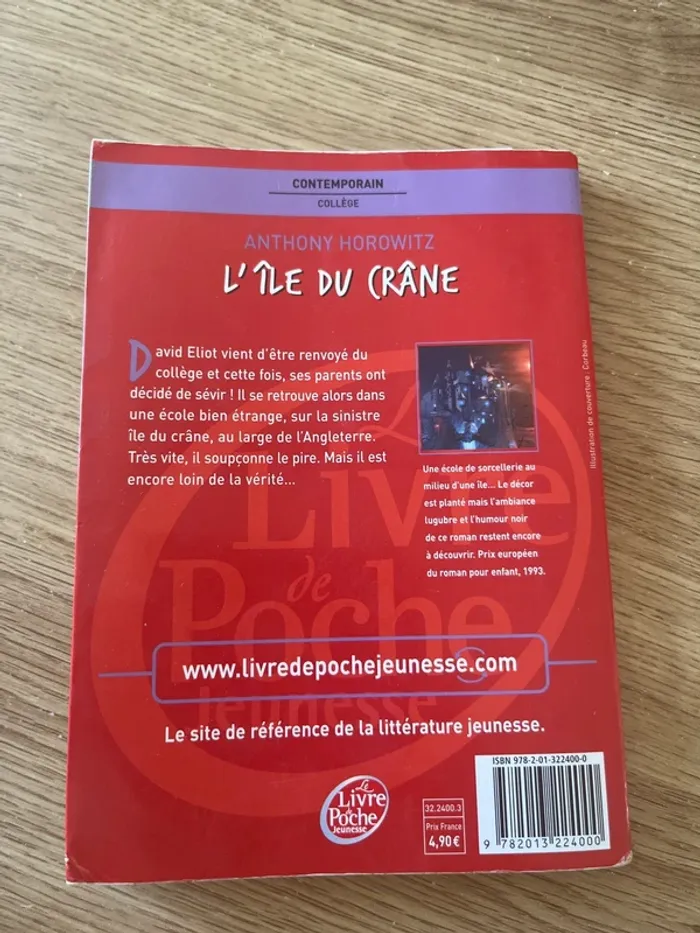 CONTEMPORAIN
COLLÈGE
ANTHONY HOROWITZ
L'ÎLE DU CRÂNE
David Eliot vient d'être renvoyé du
collège et cette fois, ses parents ont
décidé de sévir ! Il se retrouve alors dans
une école bien étrange, sur la sinistre
île du crâne, au large de l'Angleterre.
Très vite, il soupçonne le pire. Mais il est
encore loin de la vérité...
Illustration de couverture : Corbeau
Une école de sorcellerie au
milieu d'une île... Le décor
est planté mais l'ambiance
lugubre et l'humour noir
de ce roman restent encore
à découvrir. Prix européen
du roman pour enfant, 1993.
Le
Livre
de
Poche
Jeunesse
www.livredepochejeunesse.com
Le site de référence de la littérature jeunesse.
Le
Livre
de
Poche
Jeunesse
32.2400.3
Prix France
4,90 €
ISBN 978-2-01-322400-0
9 782013 224000